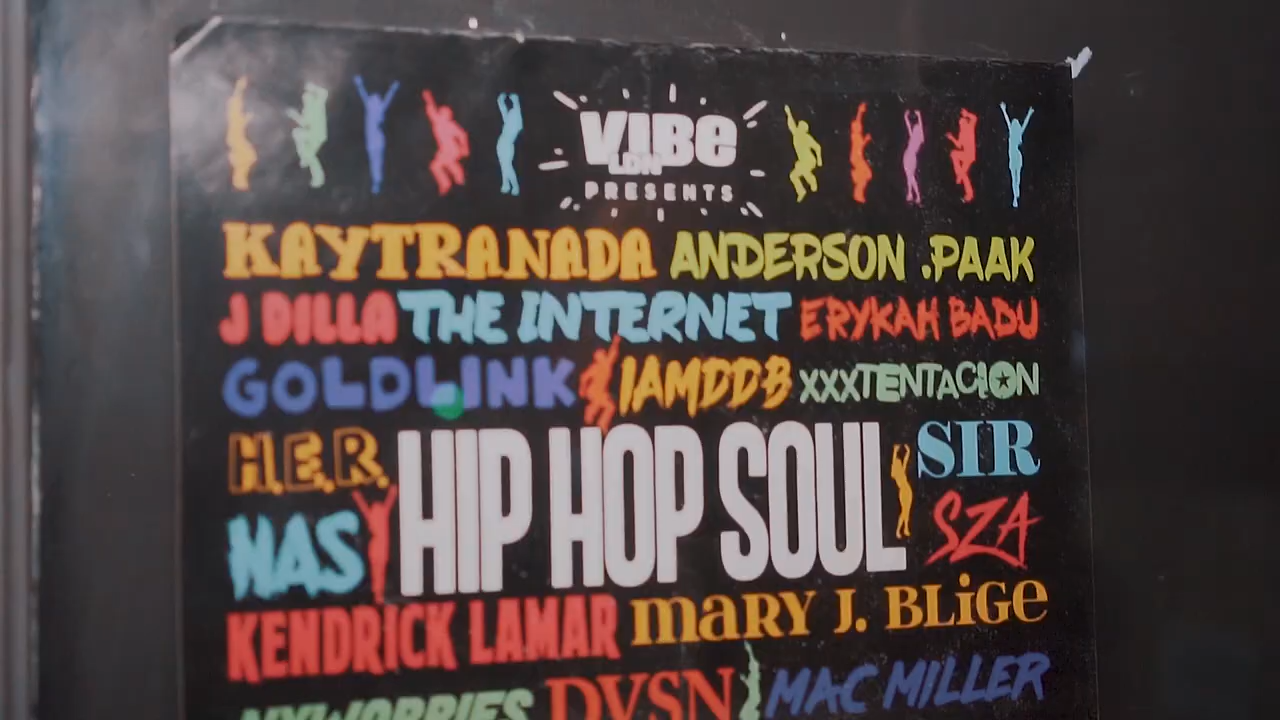 VIBE
LDN
PRESENTS
KAYTRANADA ANDERSON .PAAK
J DILLA THE INTERNET ERYKAH BADU
GOLDLINK IAMDDB XXXTENTACION
H.E.R. HIP HOP SOUL SIR
NAS SZA
KENDRICK LAMAR MARY J. BLIGE
NXWORRIES DVSN MAC MILLER